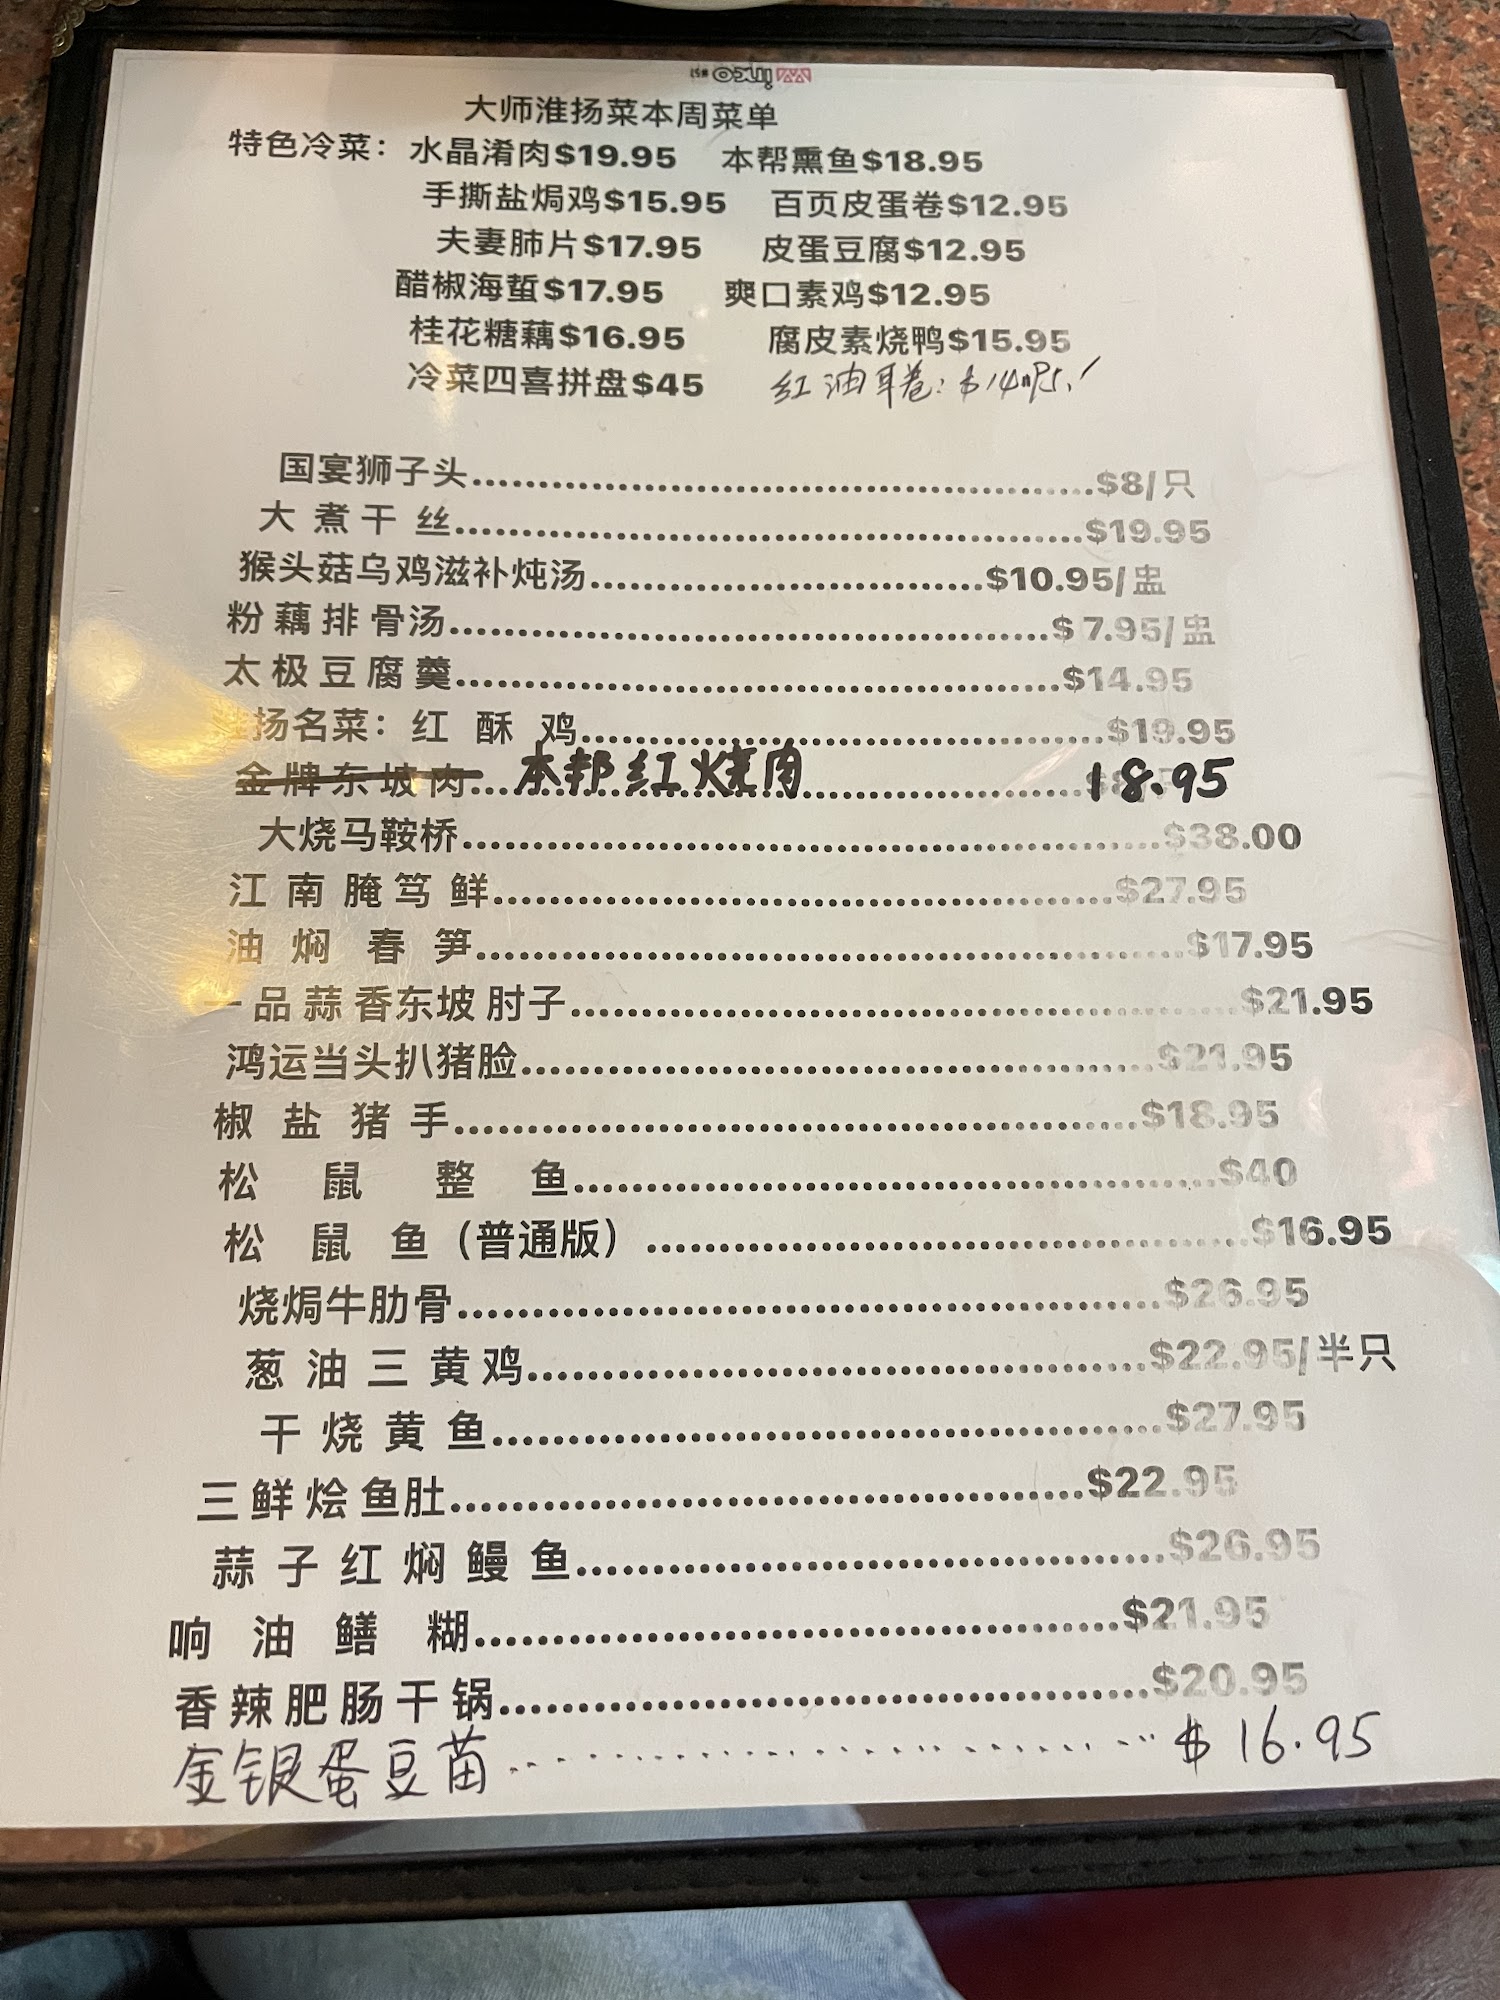 大师淮扬菜本周菜单
特色冷菜：水晶淆肉$19.95 本帮熏鱼$18.95
手撕盐焗鸡$15.95 百页皮蛋卷$12.95
夫妻肺片$17.95 皮蛋豆腐$12.95
醋椒海蜇$17.95 爽口素鸡$12.95
桂花糖藕$16.95 腐皮素烧鸭$15.95
冷菜四喜拼盘$45 红油耳卷:$14.95
国宴狮子头......$8/只
大煮干丝......$19.95
猴头菇乌鸡滋补炖汤......$10.95/盅
粉藕排骨汤......$7.95/盅
太极豆腐羹......$14.95
淮扬名菜：红酥鸡......$19.95
金牌东坡肉...本邦红烧肉......18.95
大烧马鞍桥......$38.00
江南腌笃鲜......$27.95
油焖春笋......$17.95
一品蒜香东坡肘子......$21.95
鸿运当头扒猪脸......$21.95
椒盐猪手......$18.95
松鼠整鱼......$40
松鼠鱼（普通版）......$16.95
烧焗牛肋骨......$26.95
葱油三黄鸡......$22.95/半只
干烧黄鱼......$27.95
三鲜烩鱼肚......$22.95
蒜子红焖鳗鱼......$26.95
响油鳝糊......$21.95
香辣肥肠干锅......$20.95
金银蛋豆苗......$16.95